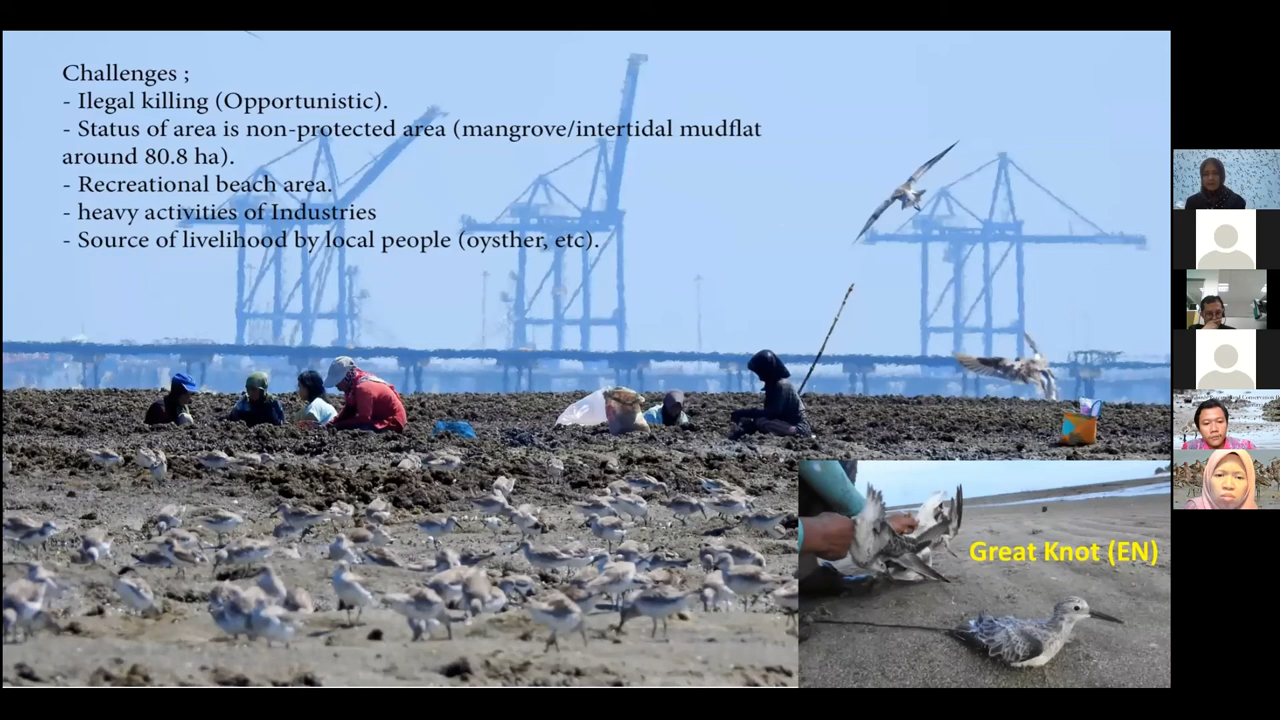 Challenges ;
- Ilegal killing (Opportunistic).
- Status of area is non-protected area (mangrove/intertidal mudflat
around 80.8 ha).
- Recreational beach area.
- heavy activities of Industries
- Source of livelihood by local people (oysther, etc).
Great Knot (EN)